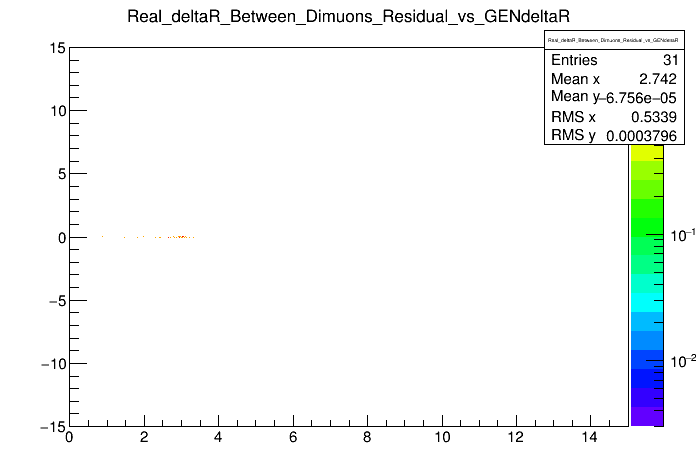 Real_deltaR_Between_Dimuons_Residual_vs_GENdeltaR
Real_deltaR_Between_Dimuons_Residual_vs_GENdeltaR
Entries 31
Mean x 2.742
Mean y −6.756e−05
RMS x 0.5339
RMS y 0.0003796
15
10
5
0
−5
−10
−15
0 2 4 6 8 10 12 14
10⁻¹
10⁻²